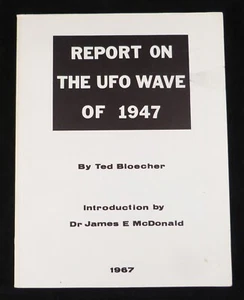 REPORT ON
THE UFO WAVE
OF 1947
By Ted Bloecher
Introduction by
Dr James E McDonald
1967